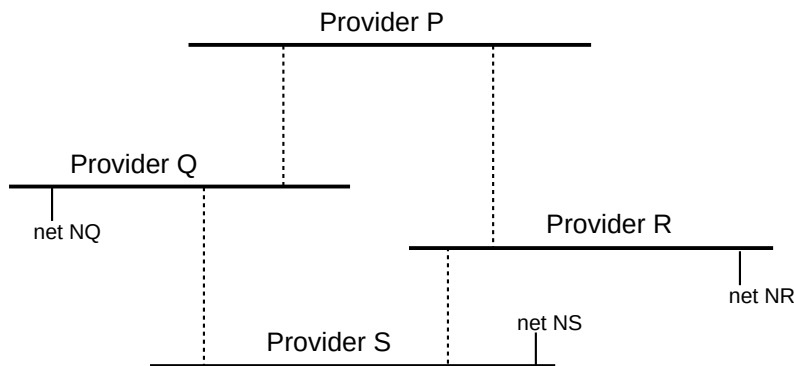 Provider P
Provider Q
net NQ
Provider R
net NR
net NS
Provider S